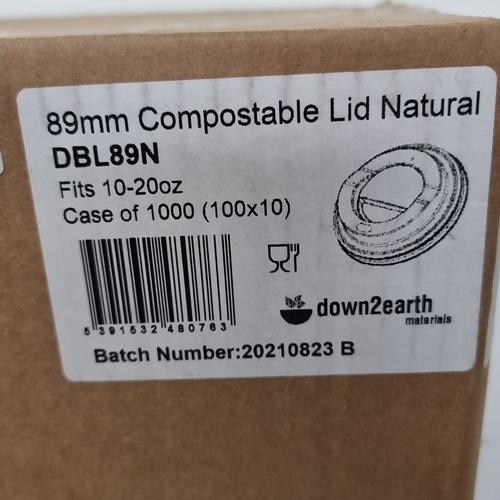 89mm Compostable Lid Natural
DBL89N
Fits 10-20oz
Case of 1000 (100x10)
5 391532 480763
down2earth
materials
Batch Number:20210823 B